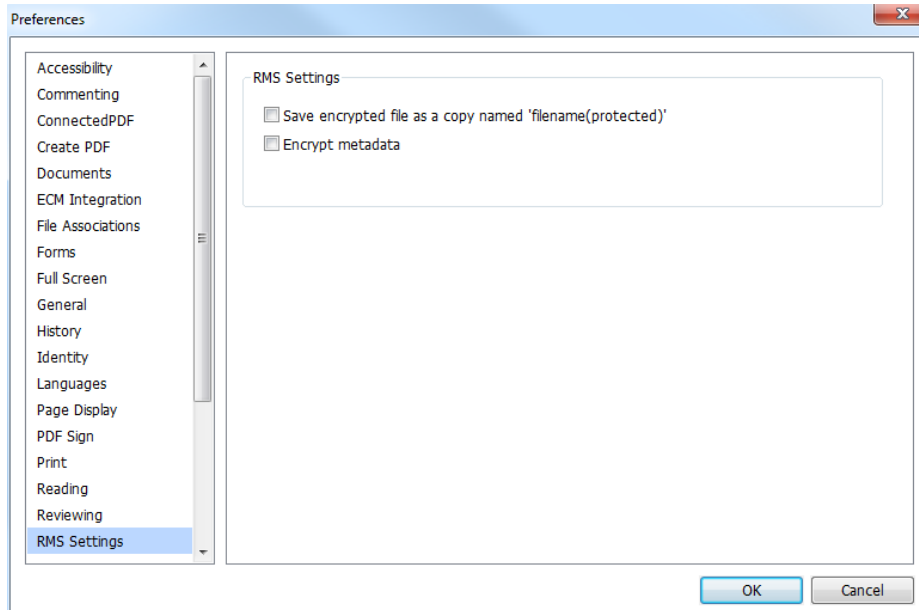 Preferences
Accessibility
Commenting
ConnectedPDF
Create PDF
Documents
ECM Integration
File Associations
Forms
Full Screen
General
History
Identity
Languages
Page Display
PDF Sign
Print
Reading
Reviewing
RMS Settings
RMS Settings
Save encrypted file as a copy named 'filename(protected)'
Encrypt metadata
OK
Cancel